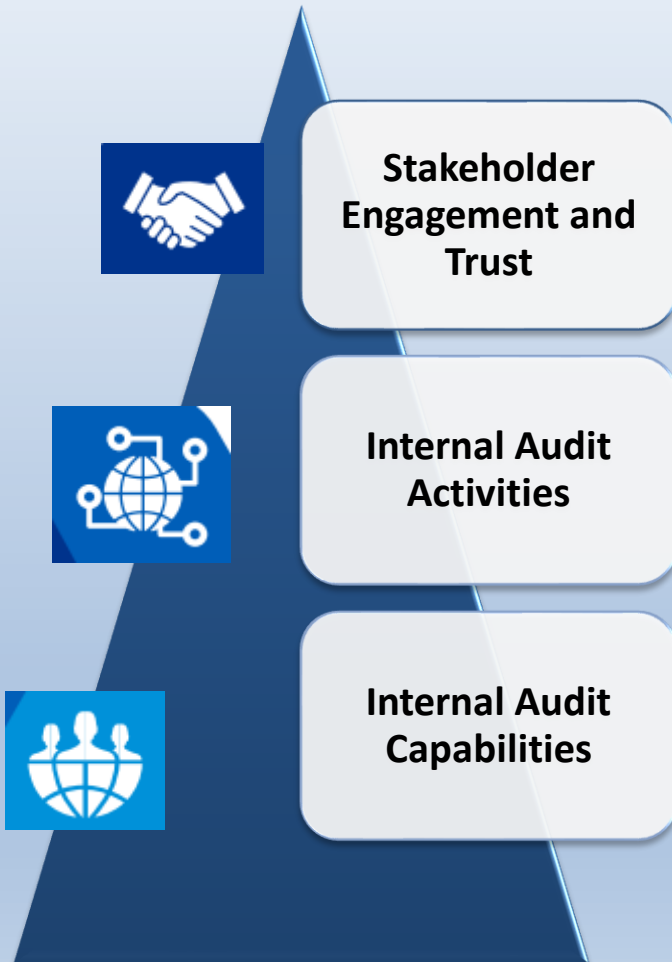 Stakeholder
Engagement and
Trust
Internal Audit
Activities
Internal Audit
Capabilities